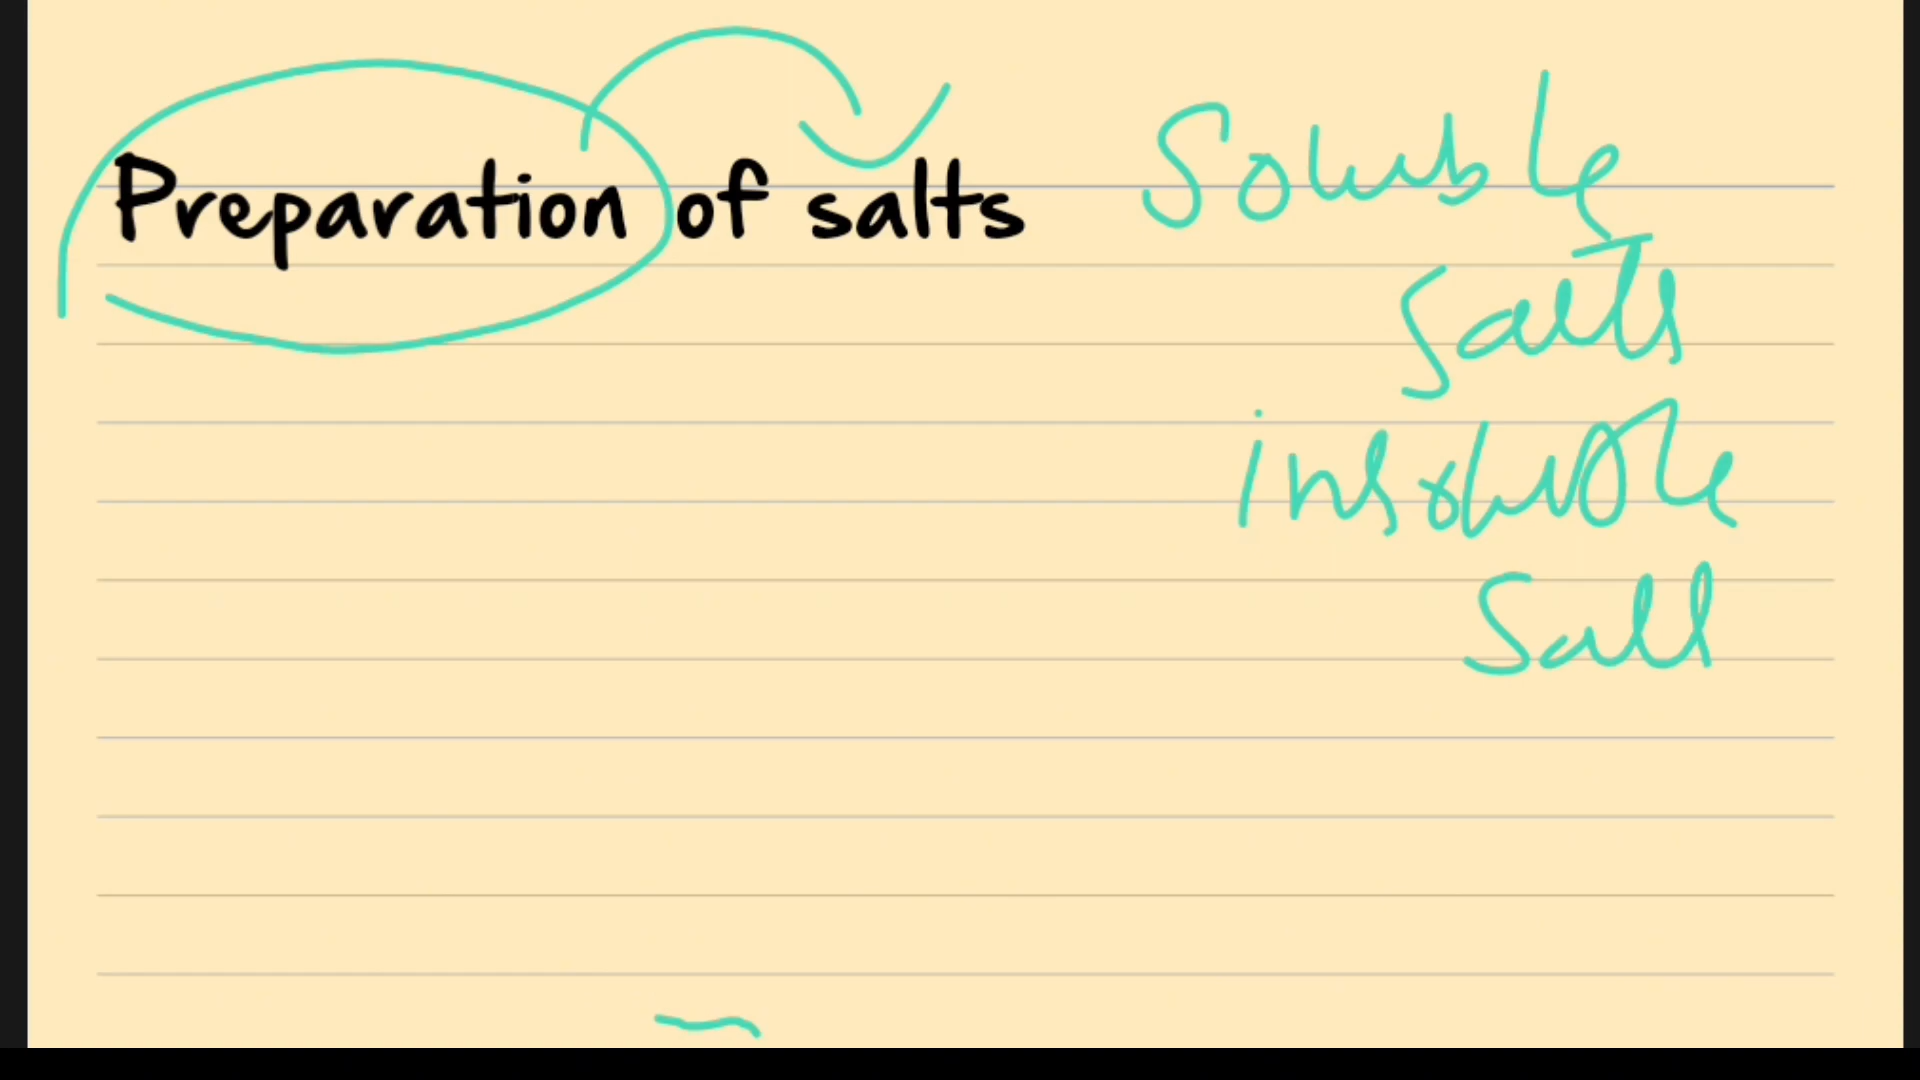 Preparation of salts
Soluble
Salts
insoluble
Salt